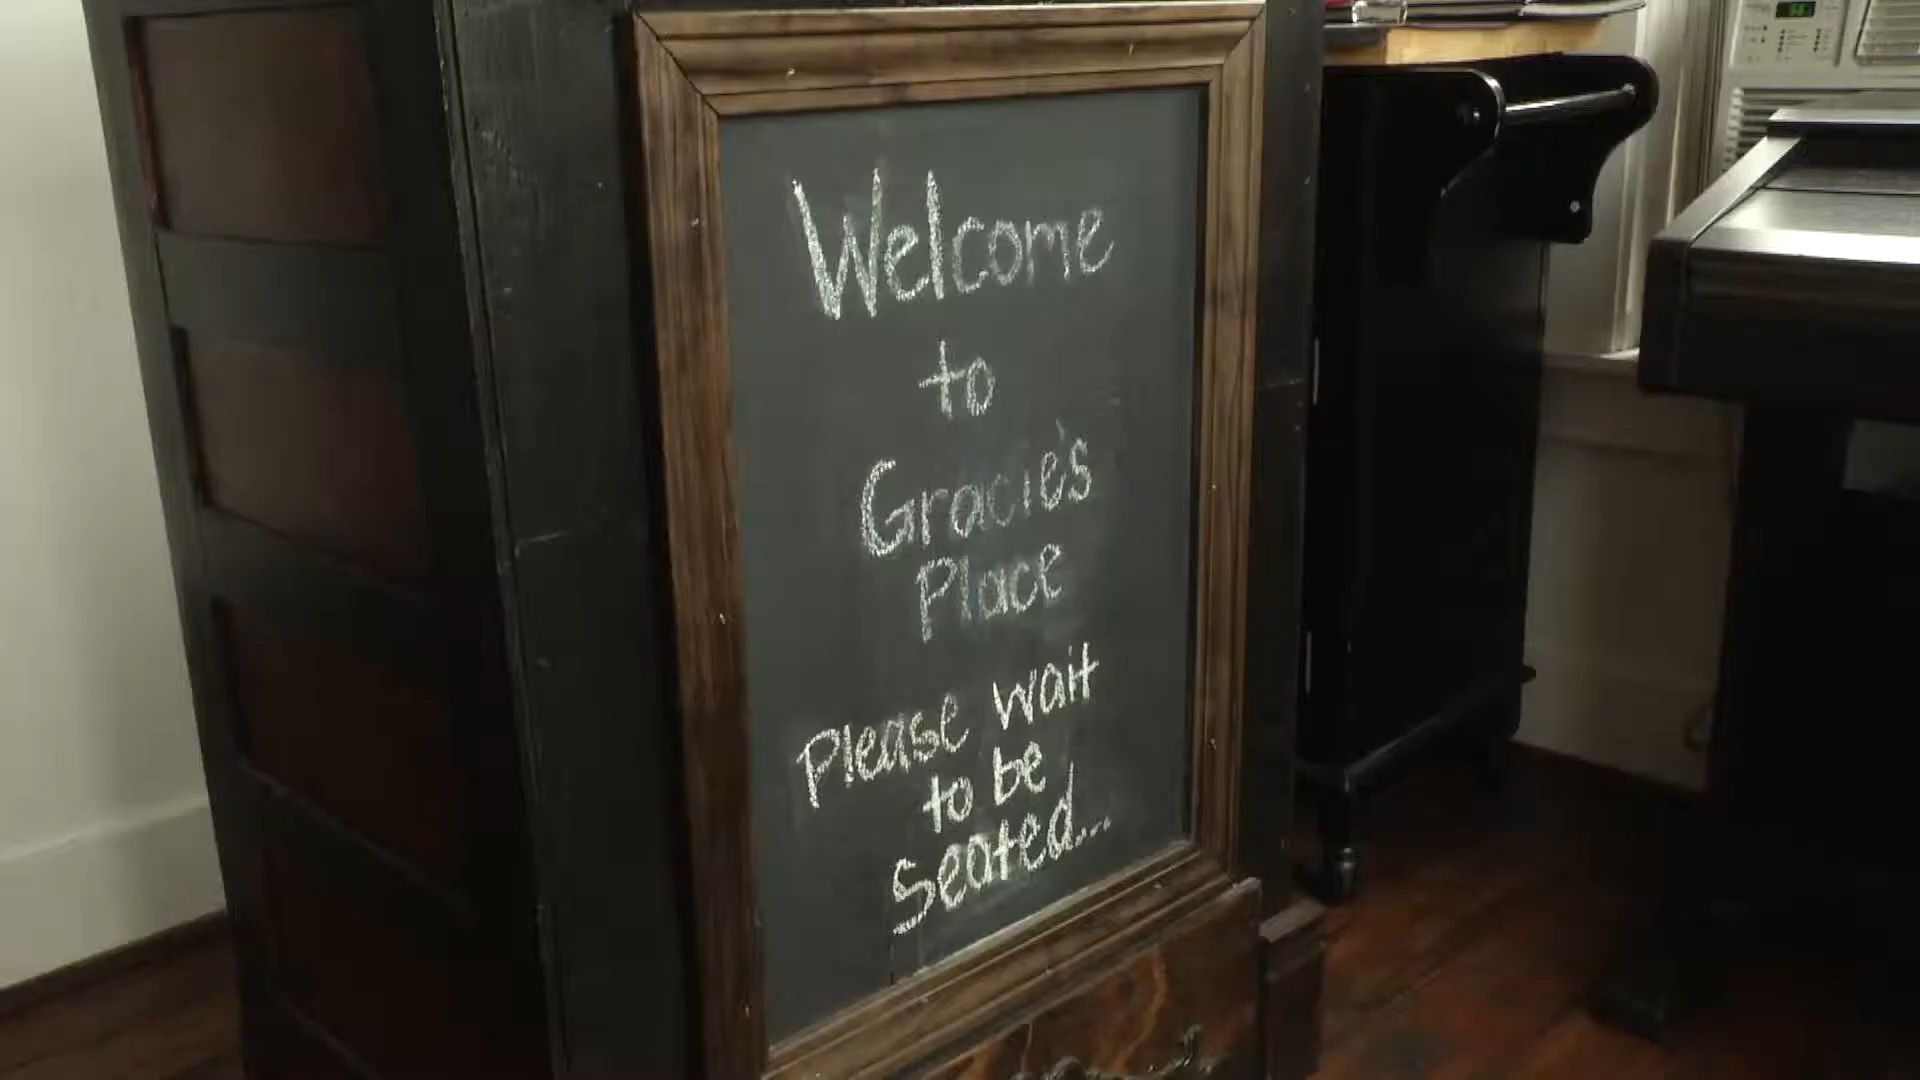 Welcome
to
Gracie's
Place
Please wait
to be
seated...